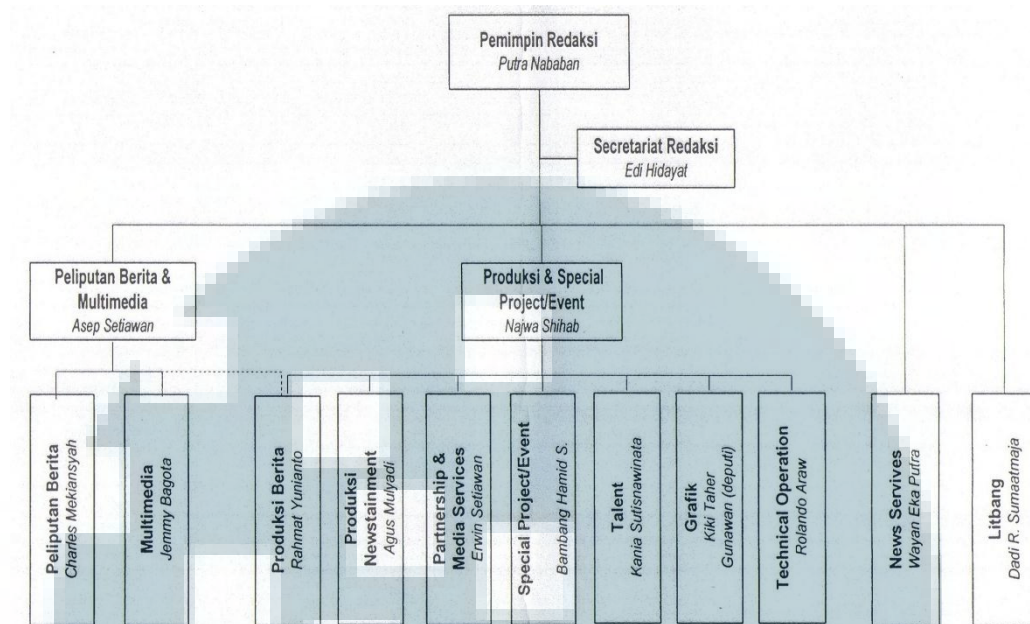 Pemimpin Redaksi
Putra Nababan
Secretariat Redaksi
Edi Hidayat
Peliputan Berita &
Multimedia
Asep Setiawan
Produksi & Special
Project/Event
Najwa Shihab
Peliputan Berita
Charles Mekiansyah
Multimedia
Jemmy Bagota
Produksi Berita
Rahmat Yunianto
Produksi
Newstainment
Agus Mulyadi
Partnership &
Media Services
Erwin Setiawan
Special Project/Event
Bambang Hamid S.
Talent
Kania Sutisnawinata
Grafik
Kiki Taher
Gunawan (deputi)
Technical Operation
Rolando Araw
News Servives
Wayan Eka Putra
Litbang
Dadi R. Sumaatmaja